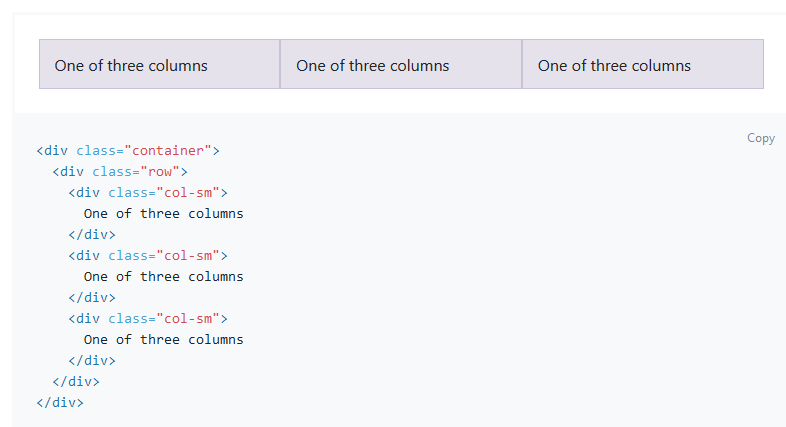 One of three columns One of three columns One of three columns
Copy
<div class="container">
  <div class="row">
    <div class="col-sm">
      One of three columns
    </div>
    <div class="col-sm">
      One of three columns
    </div>
    <div class="col-sm">
      One of three columns
    </div>
  </div>
</div>